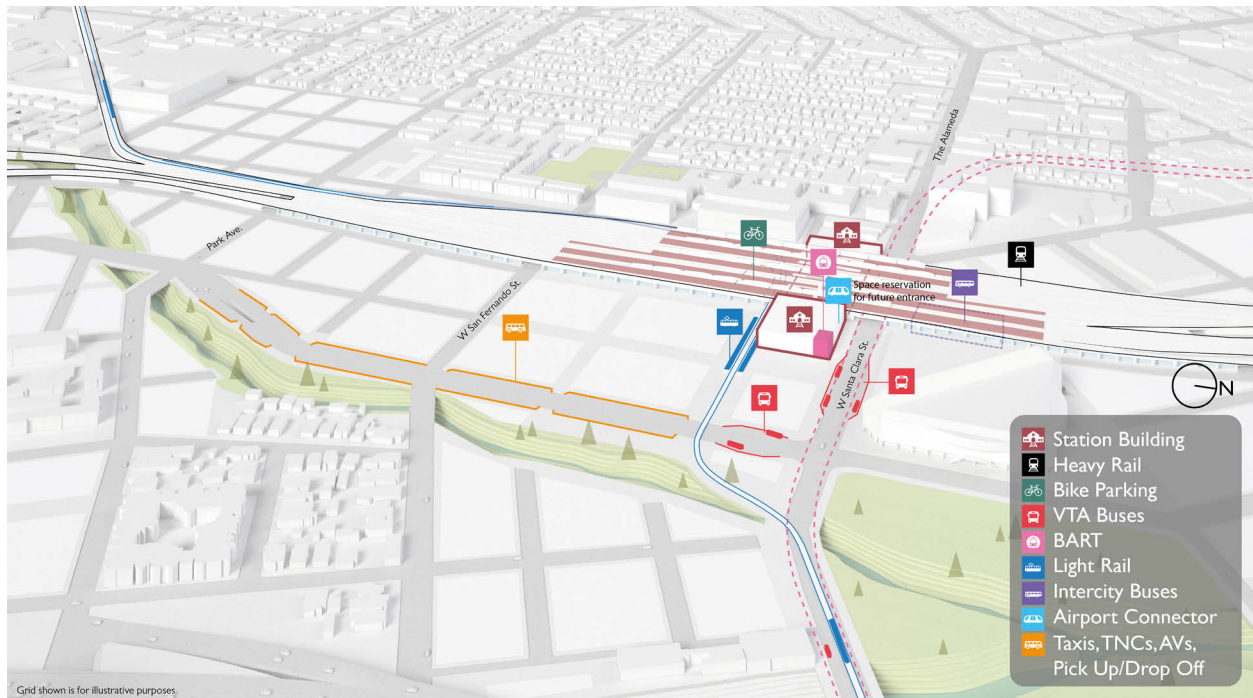 The Alameda
Park Ave.
W San Fernando St.
Space reservation
for future entrance
W Santa Clara St.
N
Station Building
Heavy Rail
Bike Parking
VTA Buses
BART
Light Rail
Intercity Buses
Airport Connector
Taxis, TNCs, AVs,
Pick Up/Drop Off
Grid shown is for illustrative purposes